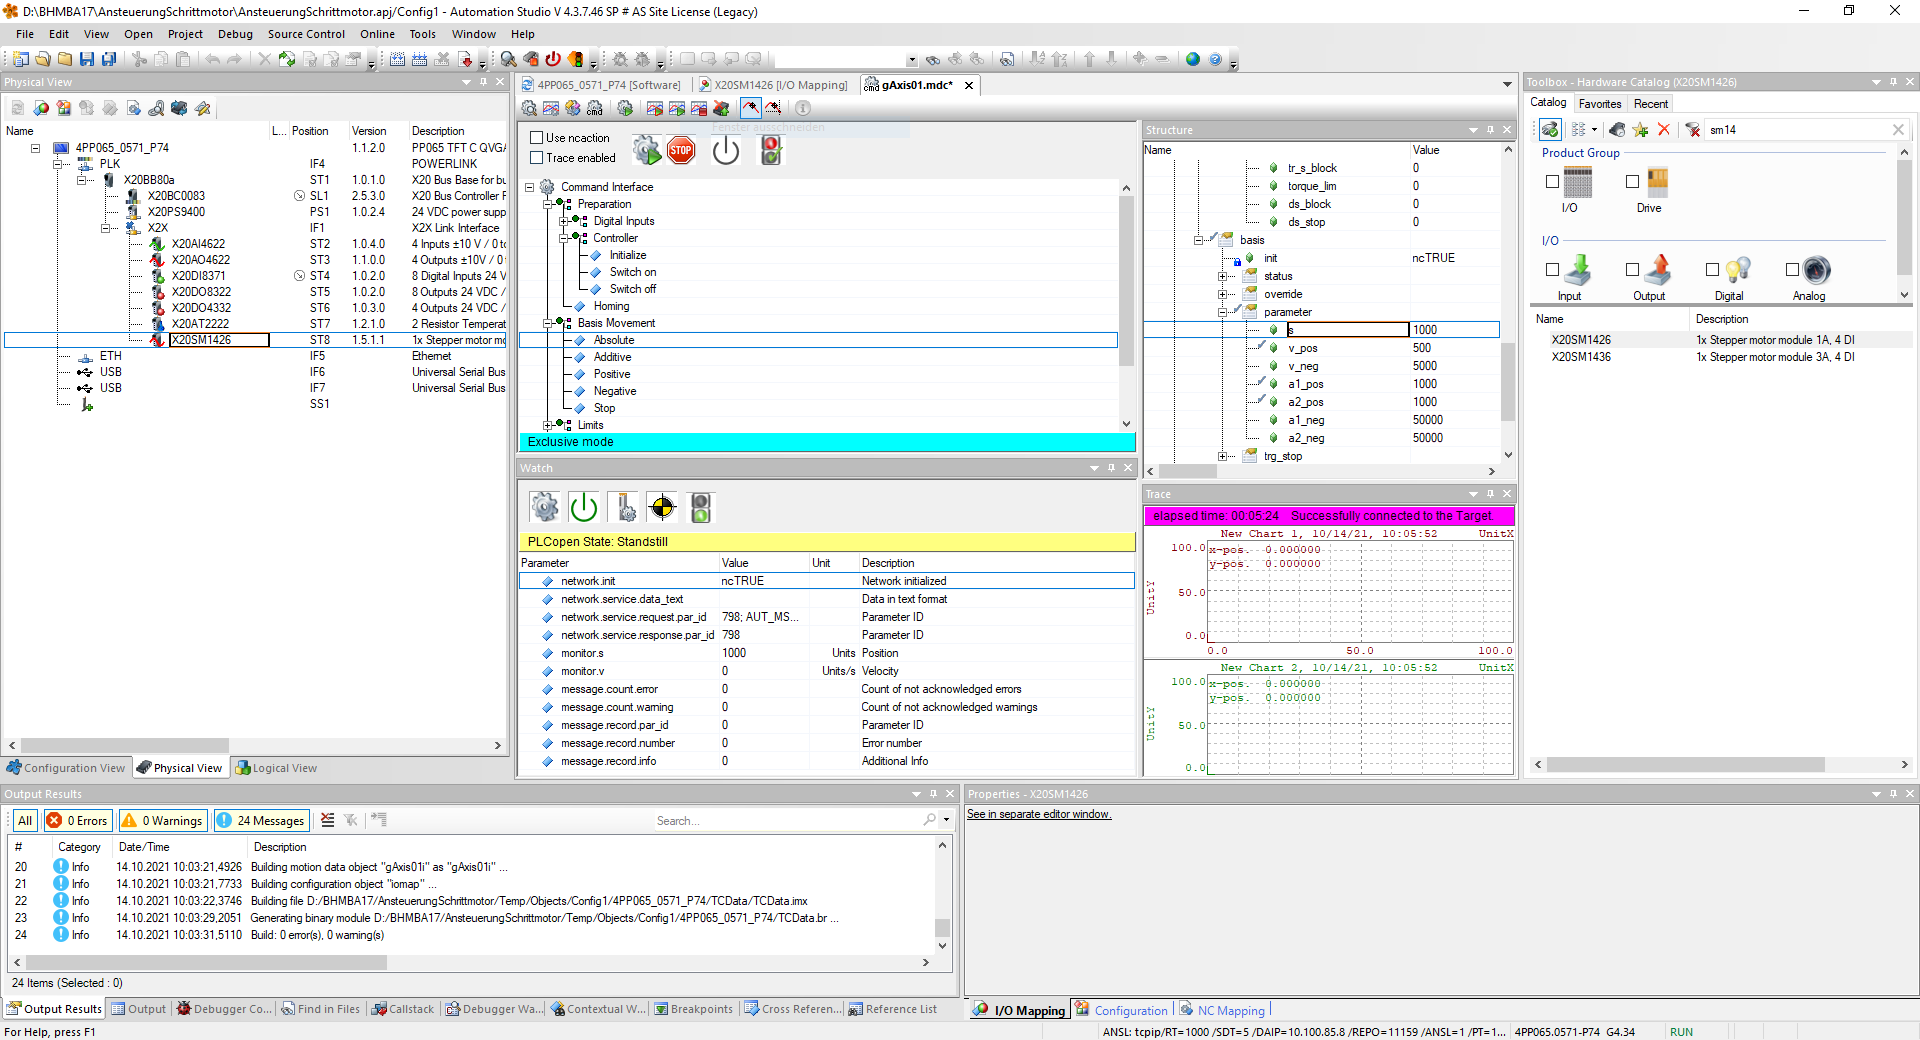 D:\BHMBA17\AnsteuerungSchrittmotor\AnsteuerungSchrittmotor.apj/Config1 - Automation Studio V 4.3.7.46 SP # AS Site License (Legacy)
File Edit View Open Project Debug Source Control Online Tools Window Help
Physical View
Name L... Position Version Description
4PP065_0571_P74 1.1.2.0 PP065 TFT C QVGA
PLK IF4 POWERLINK
X20BB80a ST1 1.0.1.0 X20 Bus Base for bu
X20BC0083 SL1 2.5.3.0 X20 Bus Controller P
X20PS9400 PS1 1.0.2.4 24 VDC power supp
X2X IF1 X2X Link Interface
X20AI4622 ST2 1.0.4.0 4 Inputs ±10 V / 0 to
X20AO4622 ST3 1.1.0.0 4 Outputs ±10V / 0
X20DI8371 ST4 1.0.2.0 8 Digital Inputs 24 V
X20DO8322 ST5 1.0.2.0 8 Outputs 24 VDC /
X20DO4332 ST6 1.0.3.0 4 Outputs 24 VDC /
X20AT2222 ST7 1.2.1.0 2 Resistor Temperat
X20SM1426 ST8 1.5.1.1 1x Stepper motor mo
ETH IF5 Ethernet
USB IF6 Universal Serial Bus
USB IF7 Universal Serial Bus
SS1
Configuration View Physical View Logical View
4PP065_0571_P74 [Software] X20SM1426 [I/O Mapping] gAxis01.mdc*
cmd
Fenster ausschneiden
Use ncaction
Trace enabled
STOP
Command Interface
Preparation
Digital Inputs
Controller
Initialize
Switch on
Switch off
Homing
Basis Movement
Absolute
Additive
Positive
Negative
Stop
Limits
Exclusive mode
Watch
PLCopen State: Standstill
Parameter Value Unit Description
network.init ncTRUE Network initialized
network.service.data_text Data in text format
network.service.request.par_id 798; AUT_MS... Parameter ID
network.service.response.par_id 798 Parameter ID
monitor.s 1000 Units Position
monitor.v 0 Units/s Velocity
message.count.error 0 Count of not acknowledged errors
message.count.warning 0 Count of not acknowledged warnings
message.record.par_id 0 Parameter ID
message.record.number 0 Error number
message.record.info 0 Additional Info
Structure
Name Value
tr_s_block 0
torque_lim 0
ds_block 0
ds_stop 0
basis
init ncTRUE
status
override
parameter
s 1000
v_pos 500
v_neg 5000
a1_pos 1000
a2_pos 1000
a1_neg 50000
a2_neg 50000
trg_stop
Trace
elapsed time: 00:05:24 Successfully connected to the Target.
New Chart 1, 10/14/21, 10:05:52 UnitX
100.0 x-pos. 0.000000
y-pos. 0.000000
UnitY
50.0
0.0
0.0 50.0 100.0
New Chart 2, 10/14/21, 10:05:52 UnitX
100.0 x-pos. 0.000000
y-pos. 0.000000
UnitY
50.0
0.0
Toolbox - Hardware Catalog (X20SM1426)
Catalog Favorites Recent
sm14
Product Group
I/O Drive
I/O
Input Output Digital Analog
Name Description
X20SM1426 1x Stepper motor module 1A, 4 DI
X20SM1436 1x Stepper motor module 3A, 4 DI
Output Results
All 0 Errors 0 Warnings 24 Messages Search...
# Category Date/Time Description
20 Info 14.10.2021 10:03:21,4926 Building motion data object "gAxis01i" as "gAxis01i" ...
21 Info 14.10.2021 10:03:21,7733 Building configuration object "iomap" ...
22 Info 14.10.2021 10:03:22,3746 Building file D:/BHMBA17/AnsteuerungSchrittmotor/Temp/Objects/Config1/4PP065_0571_P74/TCData/TCData.imx
23 Info 14.10.2021 10:03:29,2051 Generating binary module D:/BHMBA17/AnsteuerungSchrittmotor/Temp/Objects/Config1/4PP065_0571_P74/TCData.br ...
24 Info 14.10.2021 10:03:31,5110 Build: 0 error(s), 0 warning(s)
24 Items (Selected : 0)
Output Results Output Debugger Co... Find in Files Callstack Debugger Wa... Contextual W... Breakpoints Cross Referen... Reference List
Properties - X20SM1426
See in separate editor window.
I/O Mapping Configuration NC Mapping
For Help, press F1
ANSL: tcpip/RT=1000 /SDT=5 /DAIP=10.100.85.8 /REPO=11159 /ANSL=1 /PT=1... 4PP065.0571-P74 G4.34 RUN